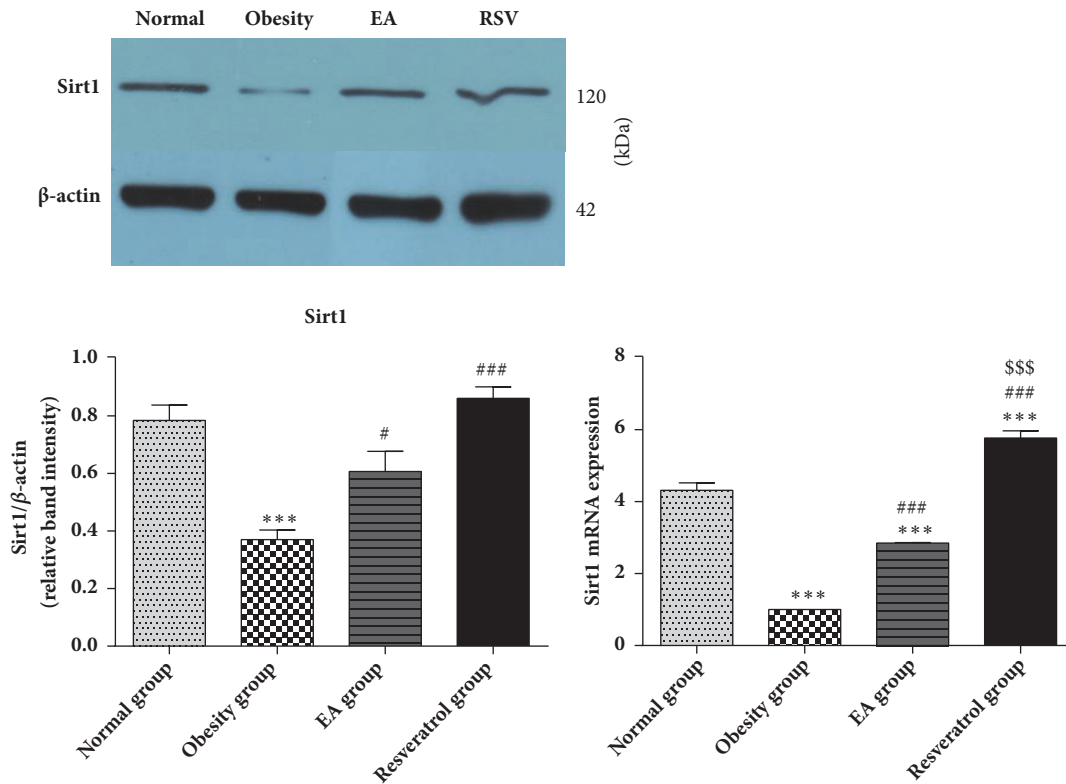 Normal Obesity EA RSV
Sirt1
120
(kDa)
β-actin
42
Sirt1
Sirt1/β-actin
(relative band intensity)
1.0
0.8
0.6
0.4
0.2
0.0
***
#
###
Normal group
Obesity group
EA group
Resveratrol group
Sirt1 mRNA expression
8
6
4
2
0
***
###
***
$$$
###
***
Normal group
Obesity group
EA group
Resveratrol group